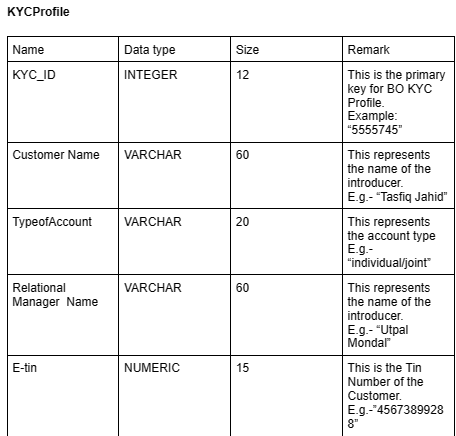 KYCProfile
Name Data type Size Remark
KYC_ID INTEGER 12 This is the primary
key for BO KYC
Profile.
Example:
“5555745”
Customer Name VARCHAR 60 This represents
the name of the
introducer.
E.g.- “Tasfiq Jahid”
TypeofAccount VARCHAR 20 This represents
the account type
E.g.-
“individual/joint”
Relational VARCHAR 60 This represents
Manager Name the name of the
introducer.
E.g.- “Utpal
Mondal”
E-tin NUMERIC 15 This is the Tin
Number of the
Customer.
E.g.-”4567389928
8”